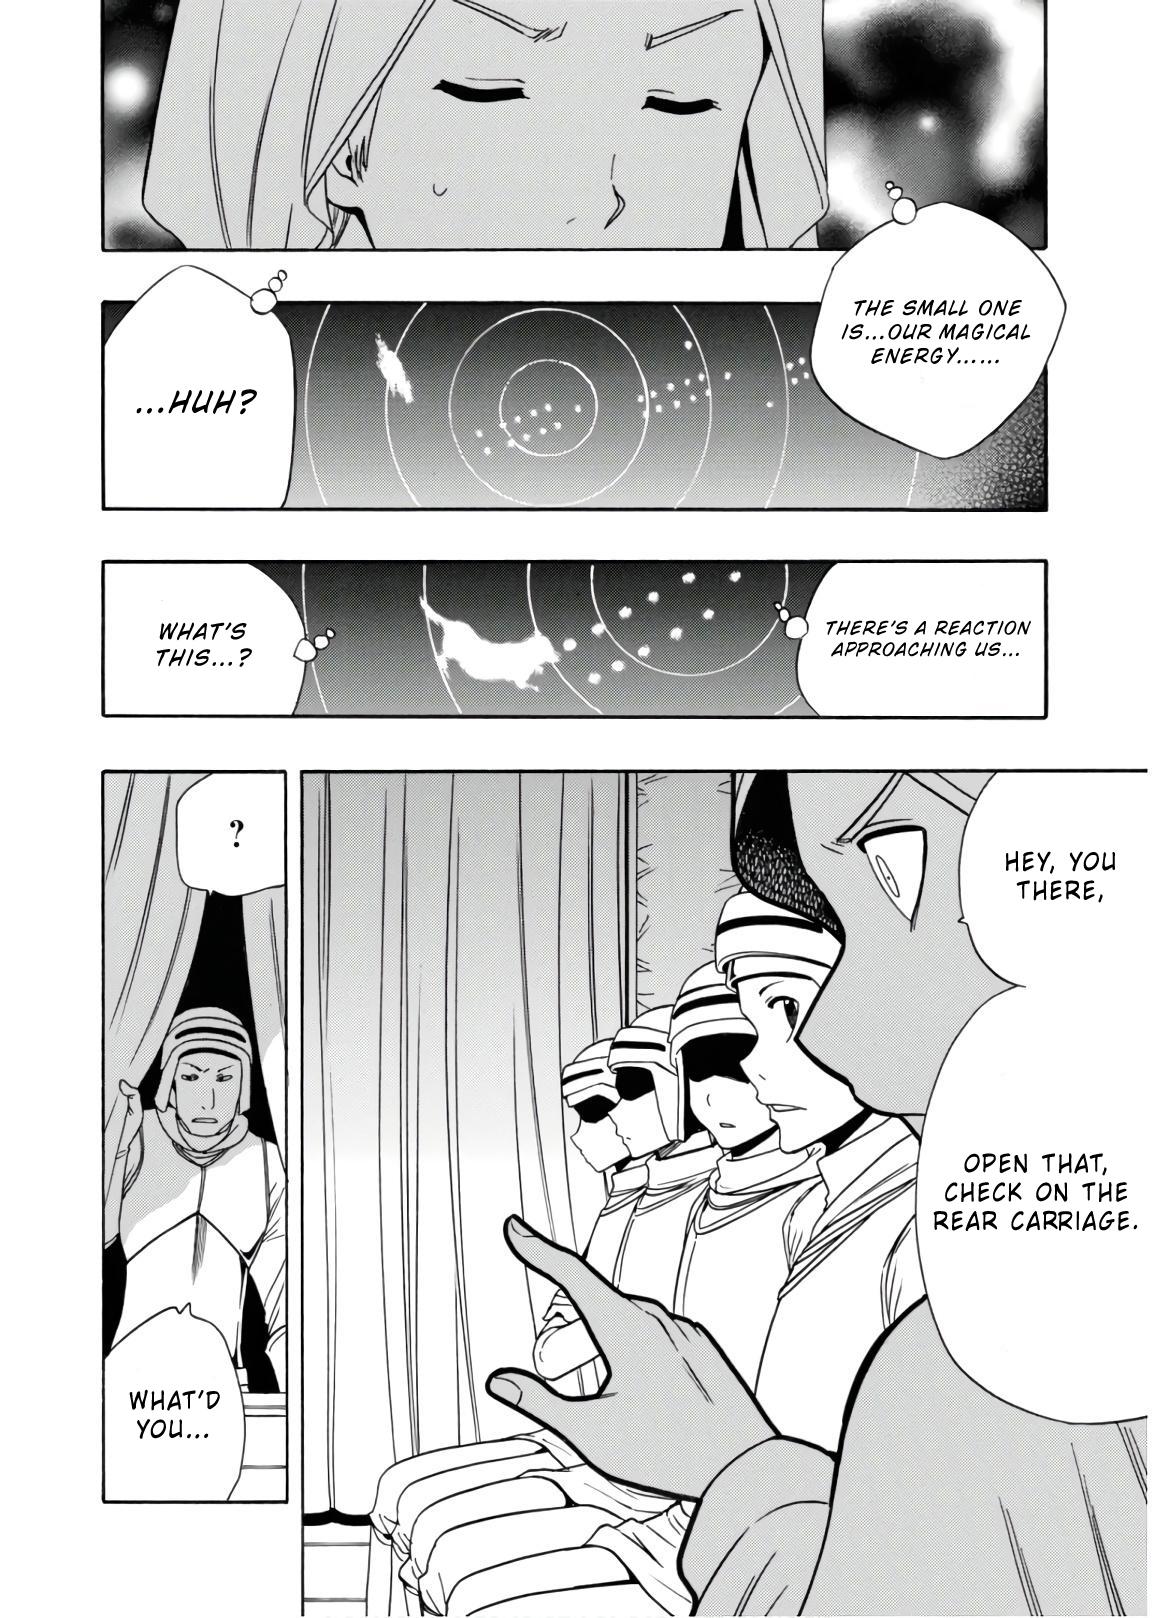 THE SMALL ONE
IS...OUR MAGICAL
ENERGY......
...HUH?
THERE'S A REACTION
APPROACHING US...
WHAT'S
THIS...?
HEY, YOU
THERE,
OPEN THAT,
CHECK ON THE
REAR CARRIAGE.
?
WHAT'D
YOU...